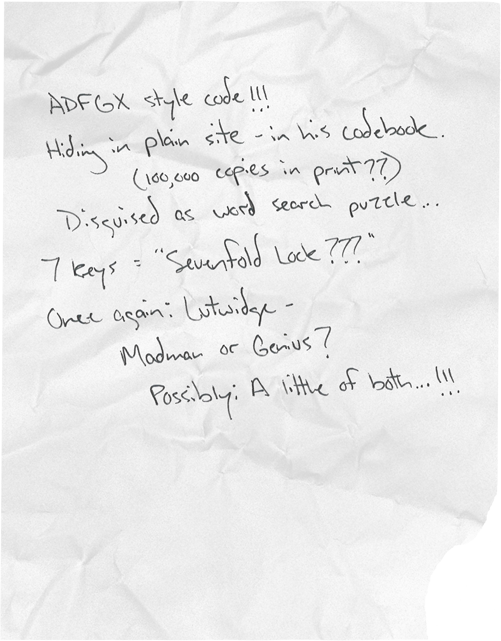 ADFGX style code!!!
Hiding in plain site - in his codebook.
(100,000 copies in print??)
Disguised as word search puzzle...
7 keys = "Sevenfold Lock???"
Once again: Lutwidge -
Madman or Genius?
Possibly: A little of both...!!!